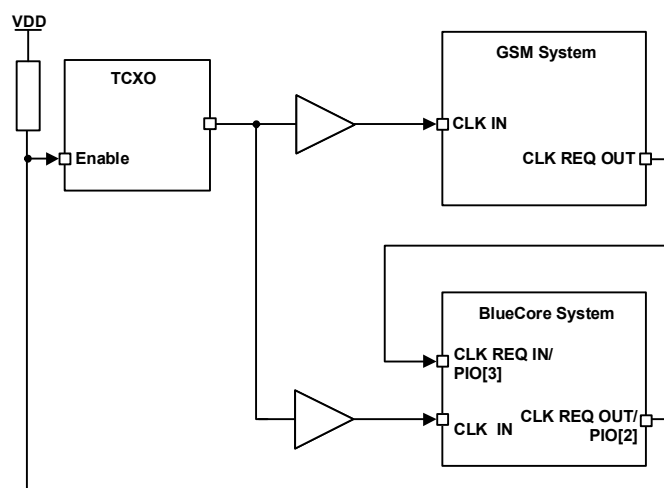 VDD
TCXO
Enable
GSM System
CLK IN
CLK REQ OUT
BlueCore System
CLK REQ IN/
PIO[3]
CLK IN
CLK REQ OUT/
PIO[2]